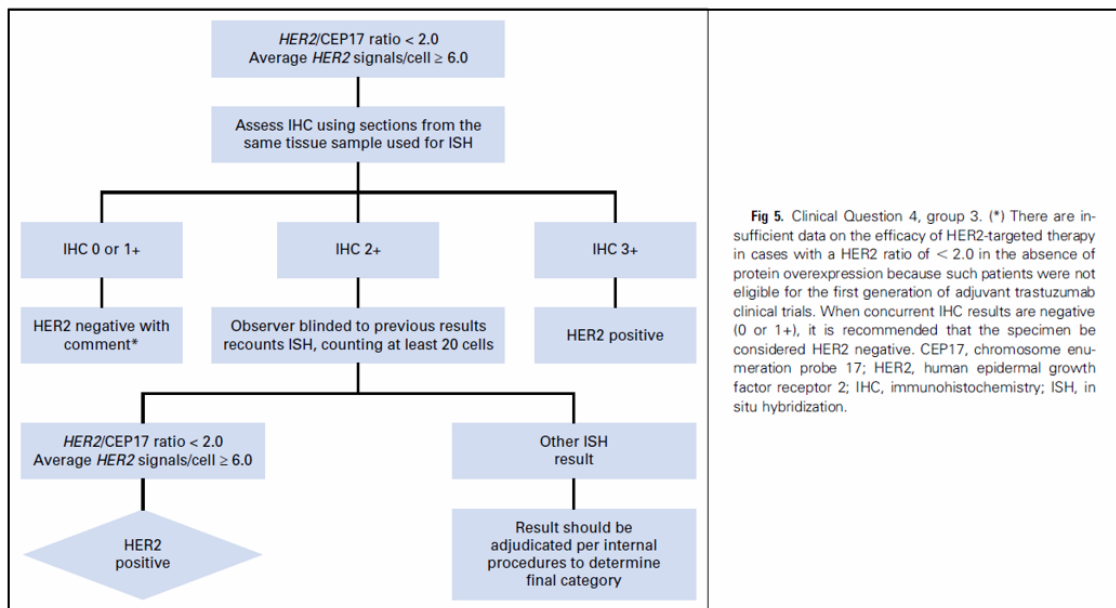 HER2/CEP17 ratio < 2.0
Average HER2 signals/cell ≥ 6.0
Assess IHC using sections from the
same tissue sample used for ISH
IHC 0 or 1+
IHC 2+
IHC 3+
HER2 negative with
comment*
Observer blinded to previous results
recounts ISH, counting at least 20 cells
HER2 positive
HER2/CEP17 ratio < 2.0
Average HER2 signals/cell ≥ 6.0
Other ISH
result
HER2
positive
Result should be
adjudicated per internal
procedures to determine
final category
Fig 5. Clinical Question 4, group 3. (*) There are in-
sufficient data on the efficacy of HER2-targeted therapy
in cases with a HER2 ratio of < 2.0 in the absence of
protein overexpression because such patients were not
eligible for the first generation of adjuvant trastuzumab
clinical trials. When concurrent IHC results are negative
(0 or 1+), it is recommended that the specimen be
considered HER2 negative. CEP17, chromosome enu-
meration probe 17; HER2, human epidermal growth
factor receptor 2; IHC, immunohistochemistry; ISH, in
situ hybridization.